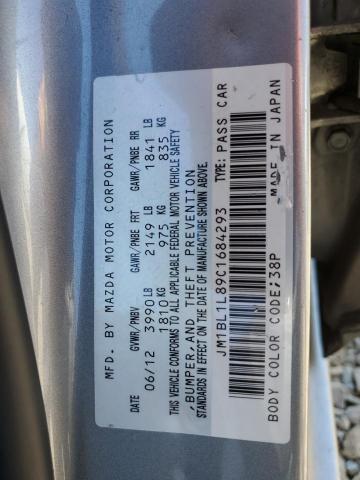 MFD. BY MAZDA MOTOR CORPORATION
DATE GVWR/PNBV GAWR/PNBE FRT GAWR/PNBE RR
06/12 3990 LB 2149 LB 1841 LB
1810 KG 975 KG 835 KG
THIS VEHICLE CONFORMS TO ALL APPLICABLE FEDERAL MOTOR VEHICLE SAFETY
,BUMPER,AND THEFT PREVENTION
STANDARDS IN EFFECT ON THE DATE OF MANUFACTURE SHOWN ABOVE.
JM1BL1L89C1684293 TYPE: PASS CAR
MADE IN JAPAN
BODY COLOR CODE;38P